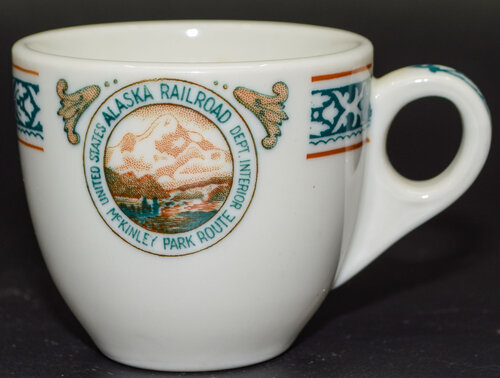 UNITED STATES ALASKA RAILROAD DEPT. INTERIOR
MCKINLEY PARK ROUTE